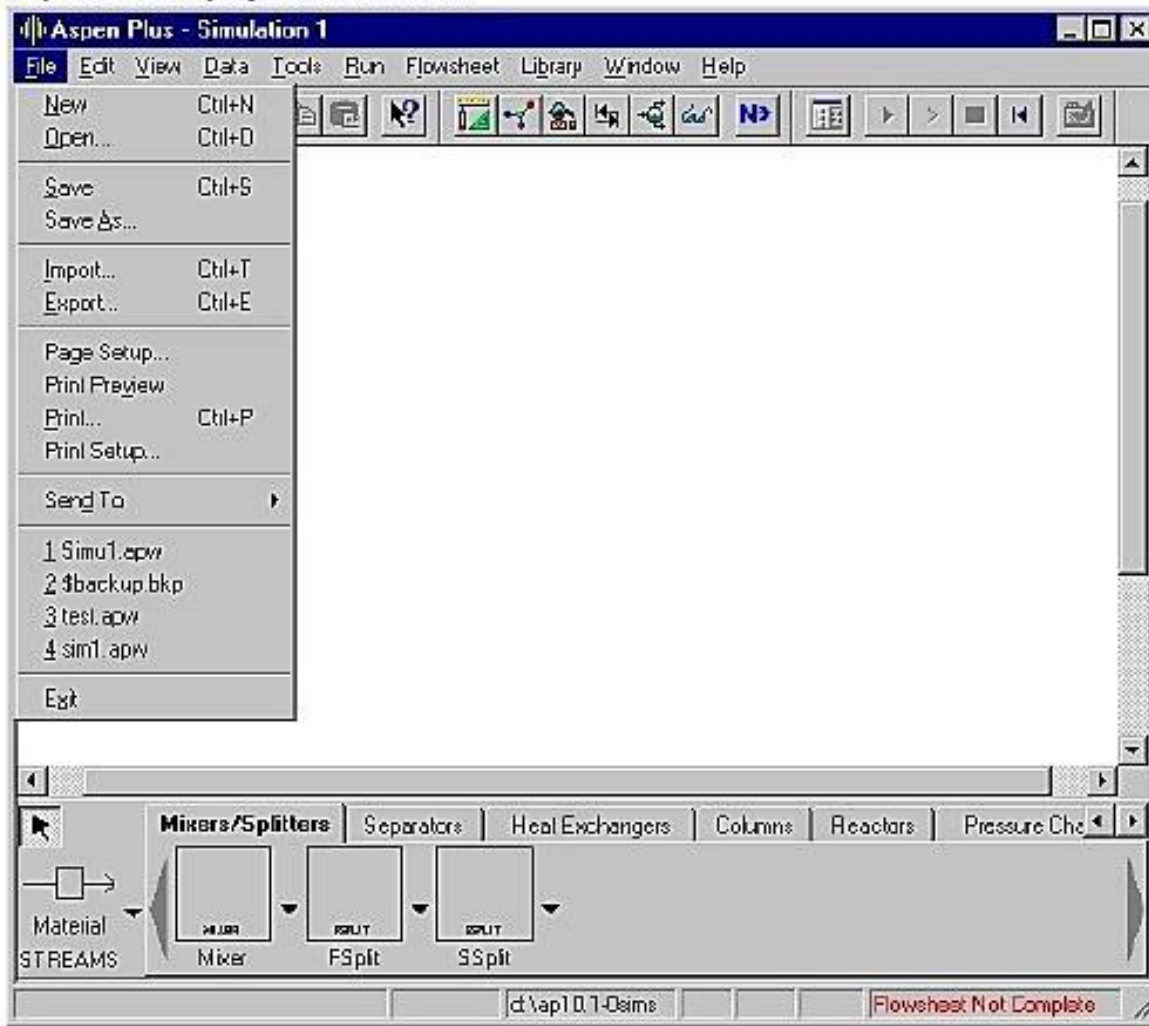 Aspen Plus - Simulation 1
File Edit View Data Tools Run Flowsheet Library Window Help
New Ctrl+N
Open... Ctrl+O
Save Ctrl+S
Save As...
Import... Ctrl+T
Export... Ctrl+E
Page Setup...
Print Preview
Print... Ctrl+P
Print Setup...
Send To
1 Simu1.apw
2 $backup.bkp
3 test.apw
4 sim1.apw
Exit
N>
Mixers/Splitters Separators Heat Exchangers Columns Reactors Pressure Cha
Material
STREAMS
MIXER FSPLIT SSPLIT
Mixer FSplit SSplit
d:\ap10.1-0sims Flowsheet Not Complete